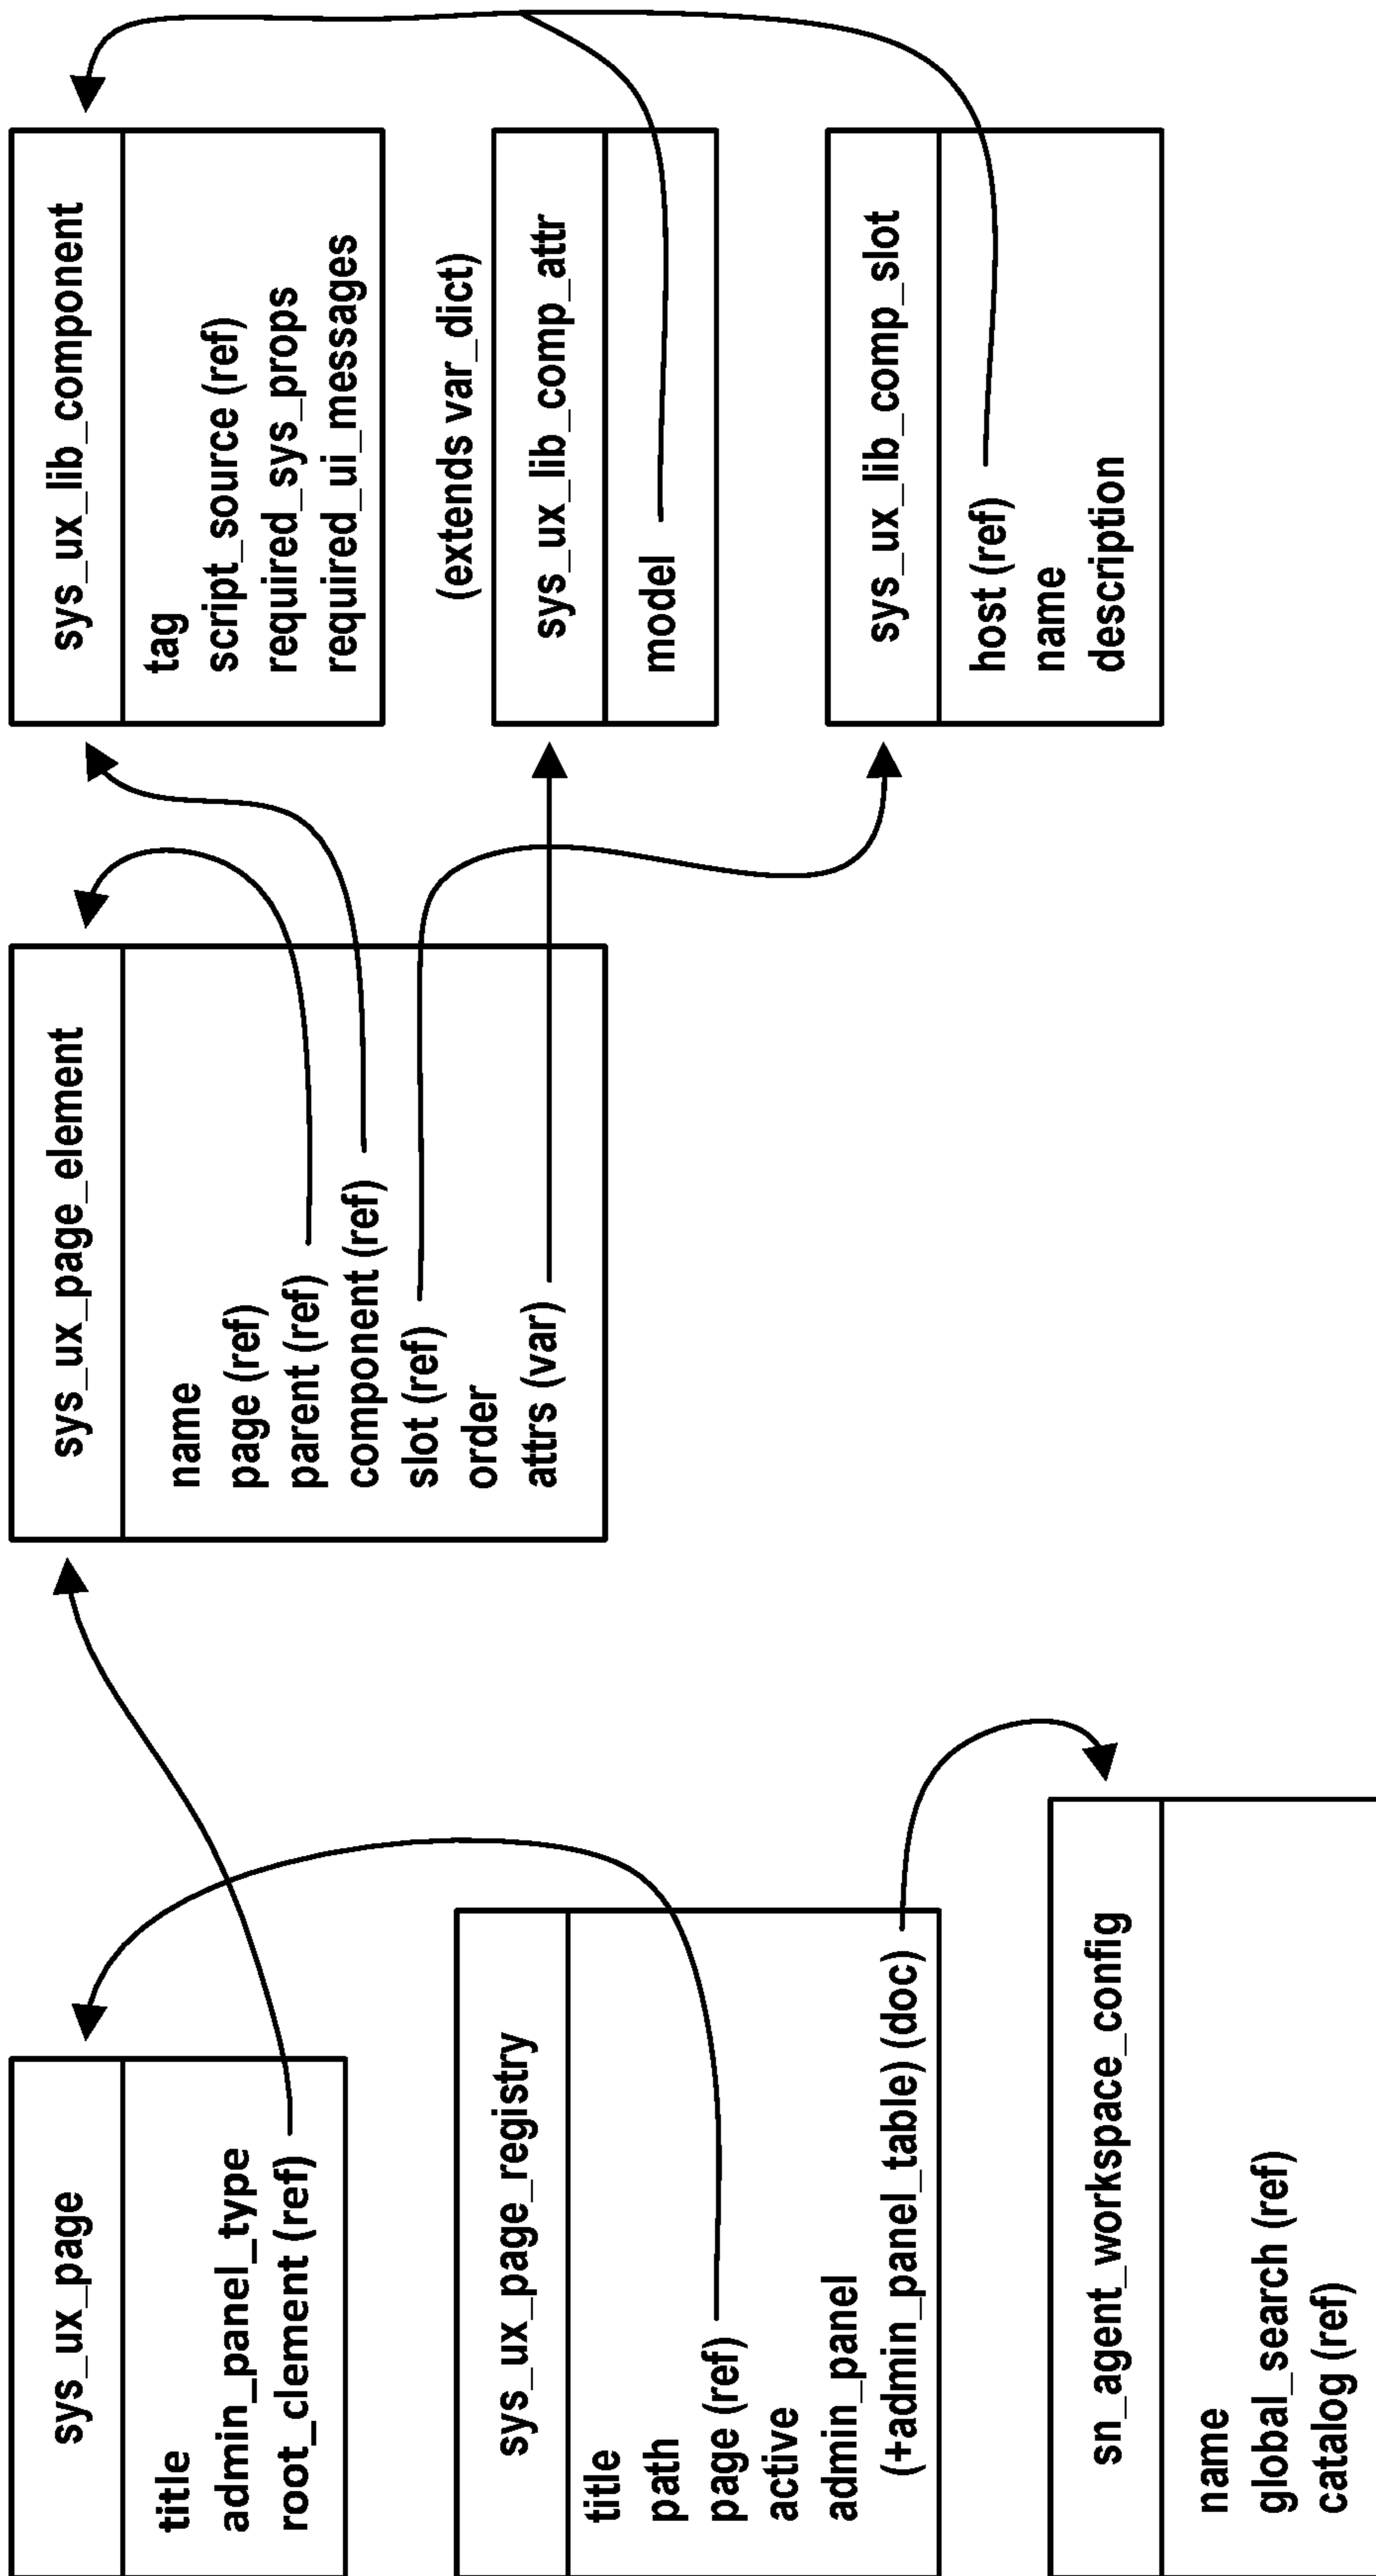 sys_ux_page
title
admin_panel_type
root_clement (ref)
sys_ux_page_registry
title
path
page (ref)
active
admin_panel
(+admin_panel_table) (doc)
sn_agent_workspace_config
name
global_search (ref)
catalog (ref)
sys_ux_page_element
name
page (ref)
parent (ref)
component (ref)
slot (ref)
order
attrs (var)
sys_ux_lib_component
tag
script_source (ref)
required_sys_props
required_ui_messages
(extends var_dict)
sys_ux_lib_comp_attr
model
sys_ux_lib_comp_slot
host (ref)
name
description